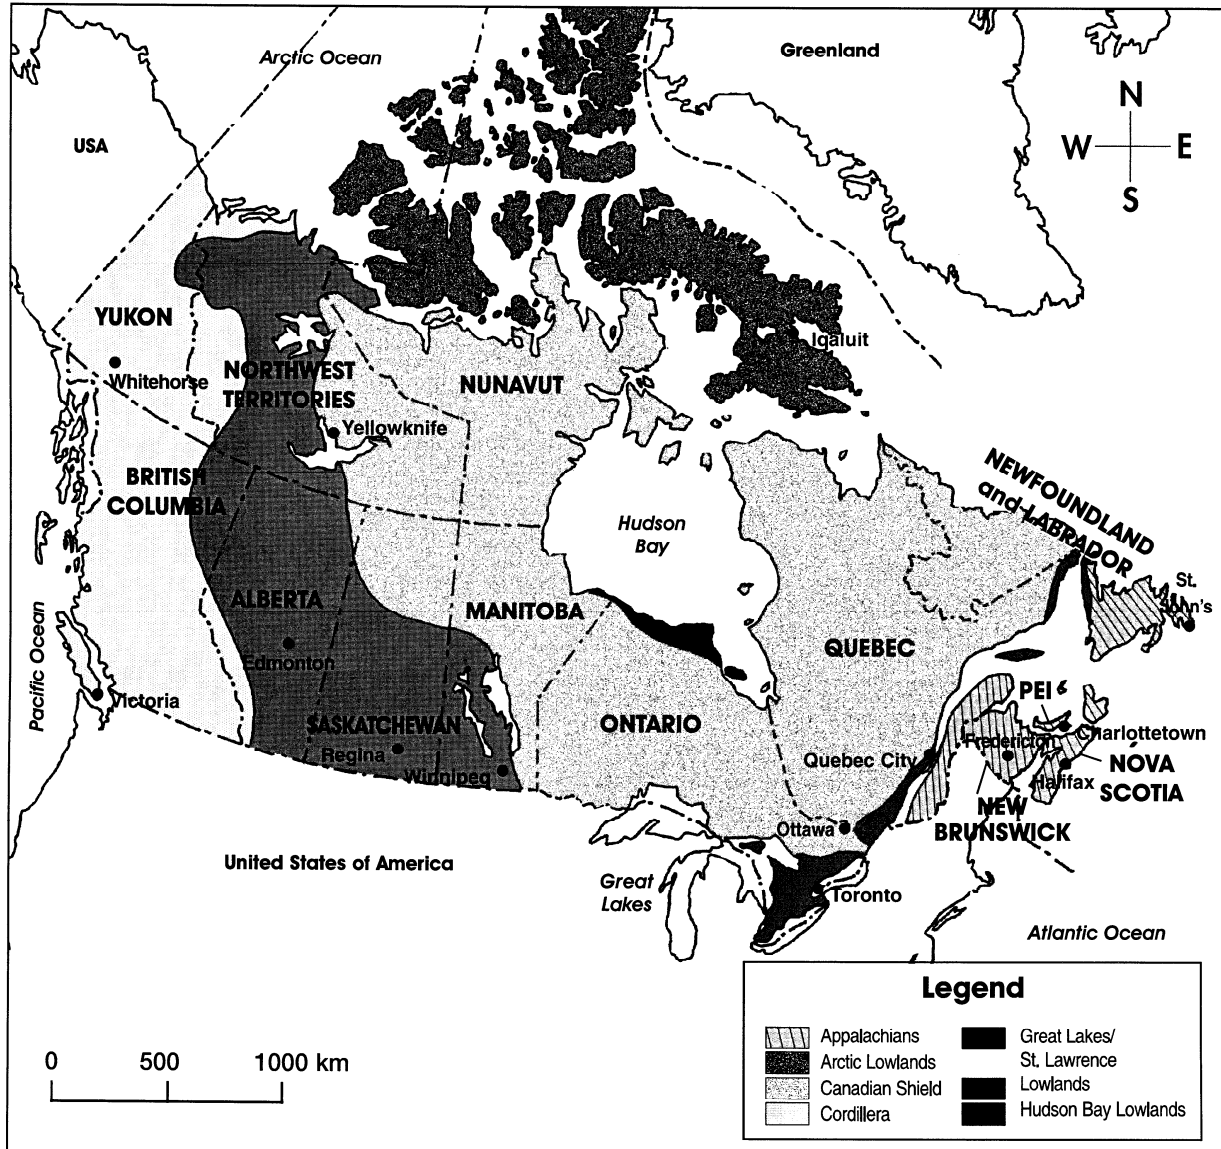 Arctic Ocean
Greenland
N
W E
S
USA
YUKON
Whitehorse
NORTHWEST
TERRITORIES
NUNAVUT
Iqaluit
Yellowknife
BRITISH
COLUMBIA
Hudson
Bay
NEWFOUNDLAND
and LABRADOR
St.
John's
Pacific Ocean
ALBERTA
Edmonton
MANITOBA
QUEBEC
Victoria
SASKATCHEWAN
Regina
Winnipeg
ONTARIO
PEI
Charlottetown
Fredericton
Quebec City
Halifax
NOVA
SCOTIA
NEW
BRUNSWICK
Ottawa
United States of America
Great
Lakes
Toronto
Atlantic Ocean
Legend
Appalachians
Arctic Lowlands
Canadian Shield
Cordillera
Great Lakes/
St. Lawrence
Lowlands
Hudson Bay Lowlands
0 500 1000 km